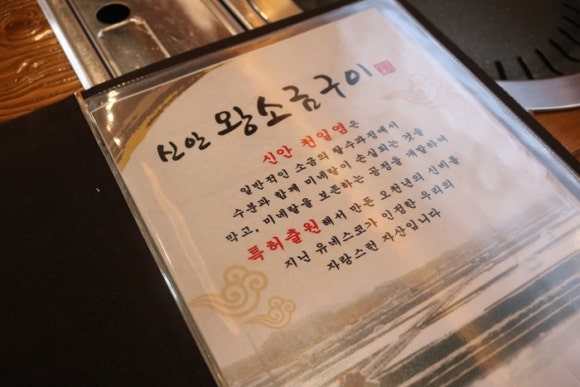 신안 왕소금구이
신안 천일염은
일반적인 소금의 탈수과정에서
수분과 함께 미네랄이 손실되는 것을
막고, 미네랄을 보존하는 공정을 개발하여
특허출원해서 만든 오천년의 신비를
지닌 유네스코가 인정한 우리의
자랑스런 자산입니다